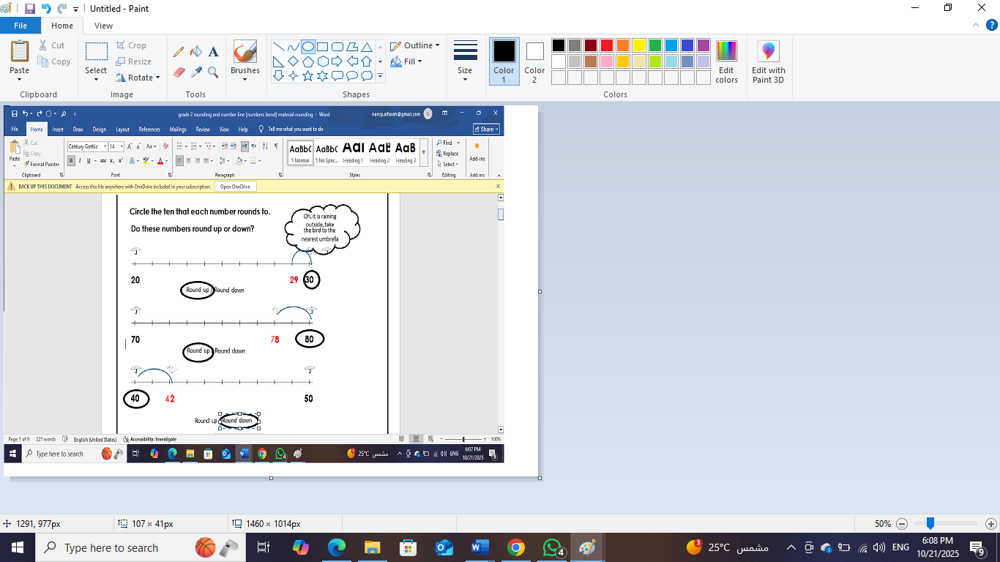 Untitled - Paint
File Home View
Paste Cut Copy
Clipboard
Select Crop Resize Rotate
Image
Tools
Brushes
Shapes
Outline
Fill
Size
Color 1
Color 2
Colors
Edit colors
Edit with Paint 3D
grade 2 rounding and number line (numbers bond) material rounding - Word
nancy.alfarah@gmail.com N
File Home Insert Draw Design Layout References Mailings Review View Help Tell me what you want to do Share
Paste Cut Copy Format Painter
Clipboard
Century Gothic 14
Font
Paragraph
AaBbC AaBbC AaI AaB AaB
¶ Normal ¶ No Spac... Heading 1 Heading 2 Heading 3
Styles
Find
Replace
Select
Editing
Add-ins
Add-ins
BACK UP THIS DOCUMENT Access this file anywhere with OneDrive included in your subscription. Open OneDrive
Circle the ten that each number rounds to.
Do these numbers round up or down?
Oh, it is raining
outside, take
the bird to the
nearest umbrella
20 29 30
Round up / Round down
70 78 80
Round up Round down
40 42 50
Round up Round down
Page 1 of 9 221 words English (United States) Accessibility: Investigate 100%
Type here to search 4 25°C مشمس ENG 6:07 PM 10/21/2025 9
1291, 977px 107 × 41px 1460 × 1014px 50%
Type here to search 4 3 25°C مشمس ENG 6:08 PM 10/21/2025 9